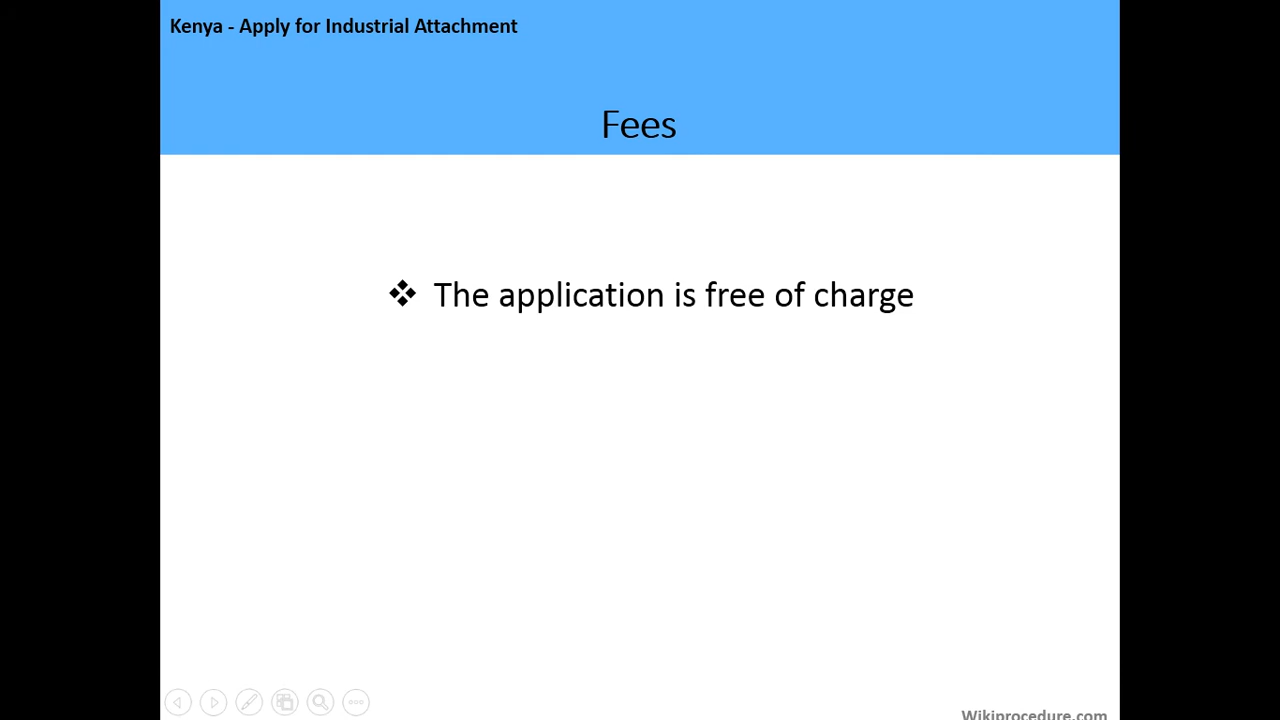 Kenya - Apply for Industrial Attachment
Fees
❖ The application is free of charge
Wikiprocedure.com